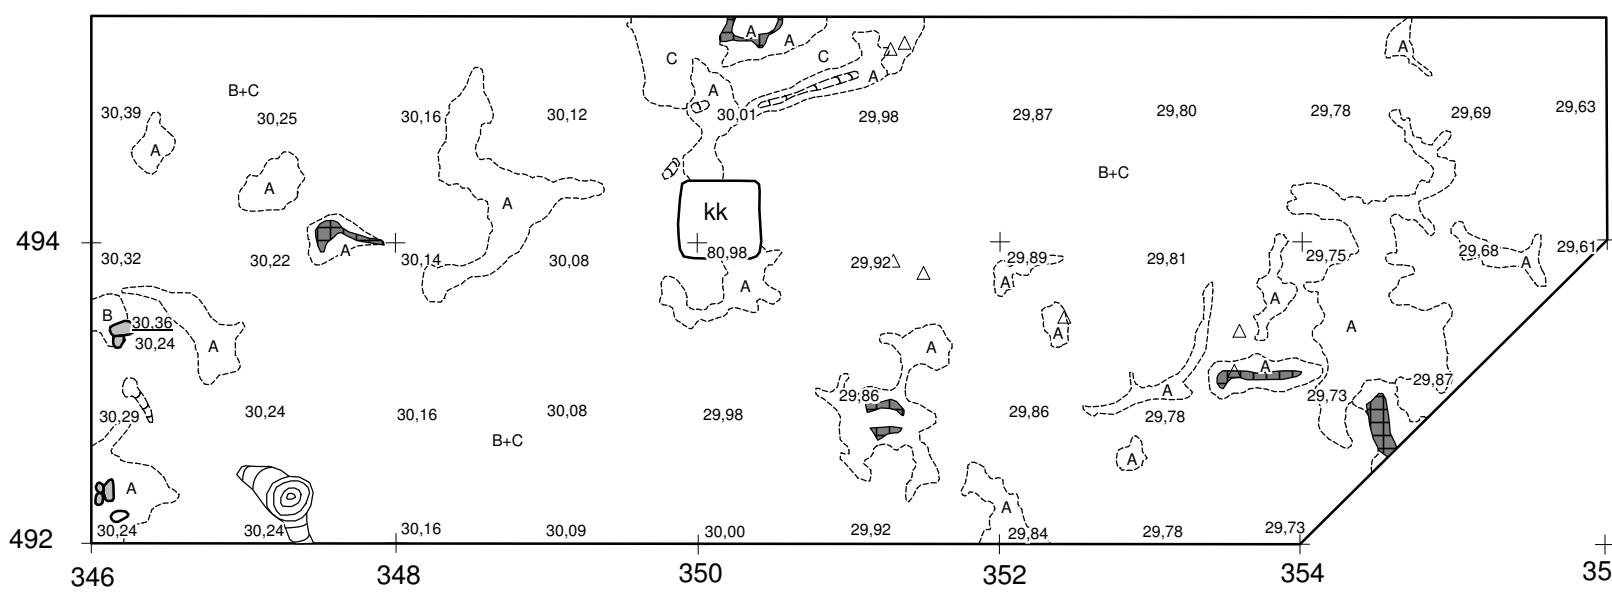 A A C C A
A
B+C A
30,39 30,25 30,16 30,12 30,01 29,98 29,87 29,80 29,78 29,69 29,63
A
B+C
A A
kk
494 A
30,32 30,22 30,14 30,08 80,98 29,92 29,89 29,81 29,75 29,68 29,61
A A A A
B 30.36 A A
30,24 A A A
A
29,87
A
30,29 30,24 30,16 30,08 29,98 29,86 29,86 29,78 29,73
B+C
A
A A
30,24 30,24 30,16 30,09 30,00 29,92 29,84 29,78 29,73
492
346 348 350 352 354 35